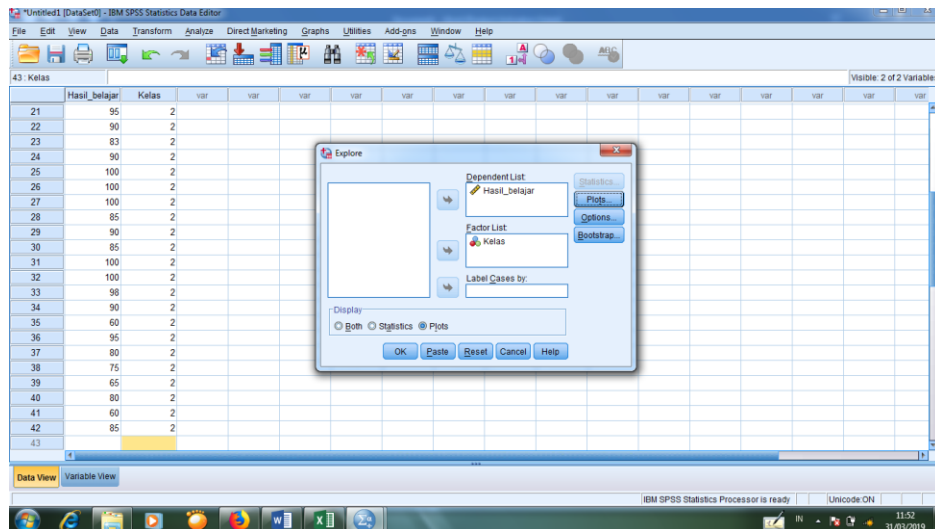 *Untitled1 [DataSet0] - IBM SPSS Statistics Data Editor
File Edit View Data Transform Analyze Direct Marketing Graphs Utilities Add-ons Window Help
43 : Kelas
Visible: 2 of 2 Variable
Hasil_belajar Kelas var var var var var var var var var var var var var var var
21 95 2
22 90 2
23 83 2
24 90 2
25 100 2
26 100 2
27 100 2
28 85 2
29 90 2
30 85 2
31 100 2
32 100 2
33 98 2
34 90 2
35 60 2
36 95 2
37 80 2
38 75 2
39 65 2
40 80 2
41 60 2
42 85 2
43
Explore
Dependent List:
Hasil_belajar
Factor List:
Kelas
Label Cases by:
Statistics...
Plots...
Options...
Bootstrap...
Display
Both Statistics Plots
OK Paste Reset Cancel Help
Data View Variable View
IBM SPSS Statistics Processor is ready Unicode:ON
IN 11:52
31/03/2019